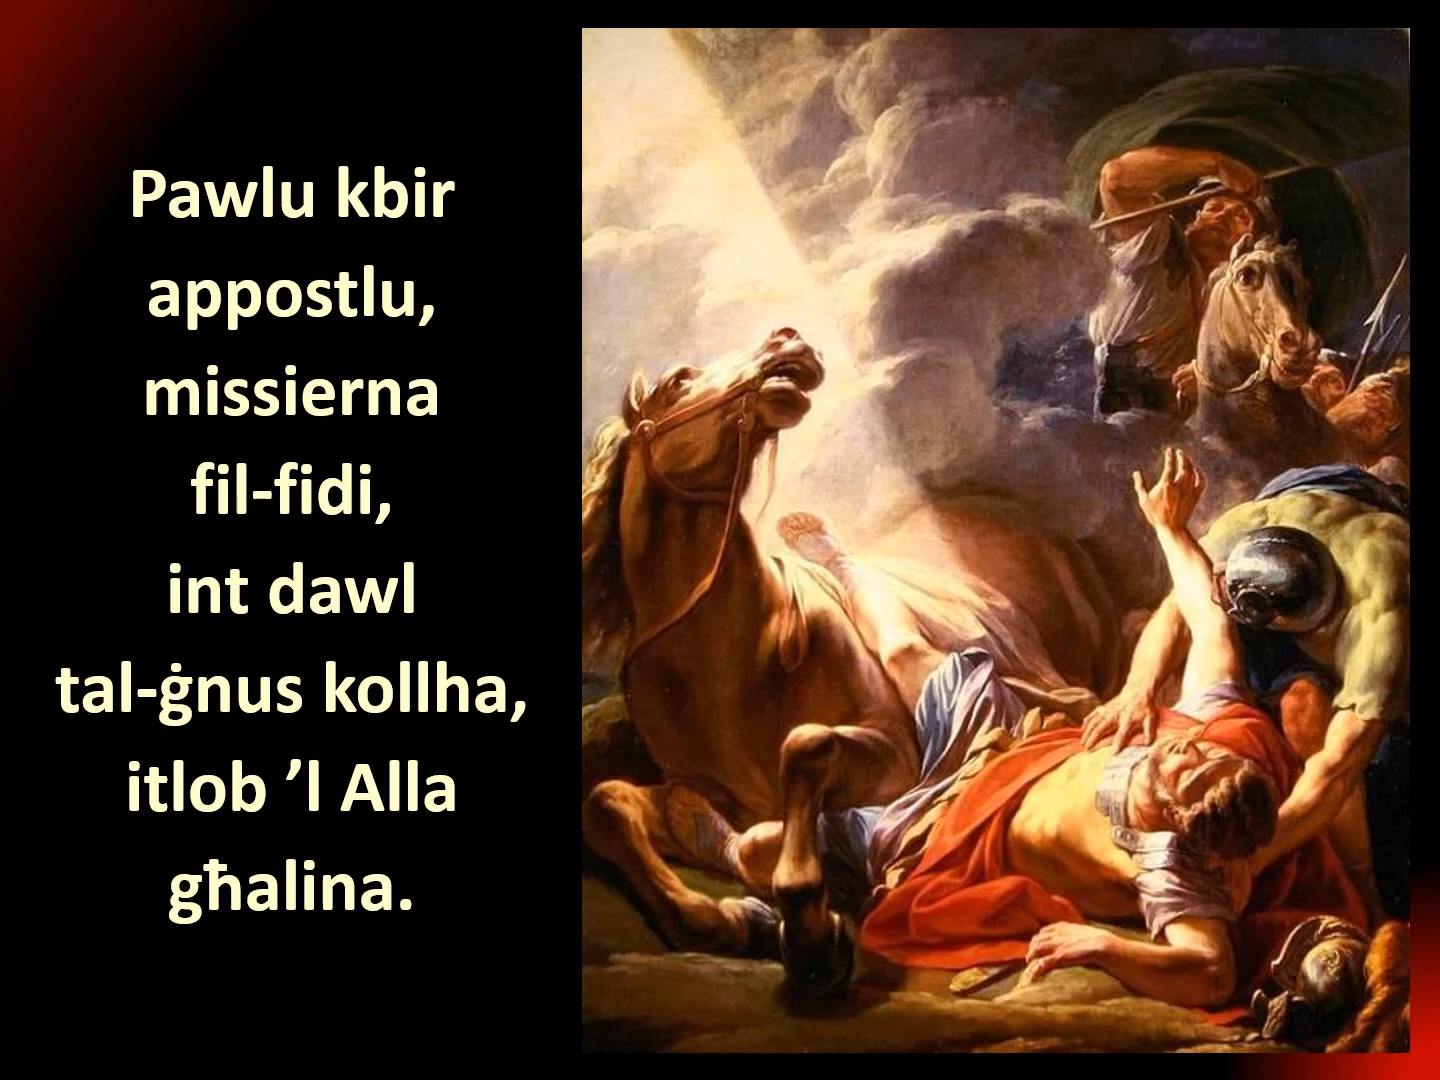 Pawlu kbir
appostlu,
missierna
fil-fidi,
int dawl
tal-ġnus kollha,
itlob ’l Alla
għalina.